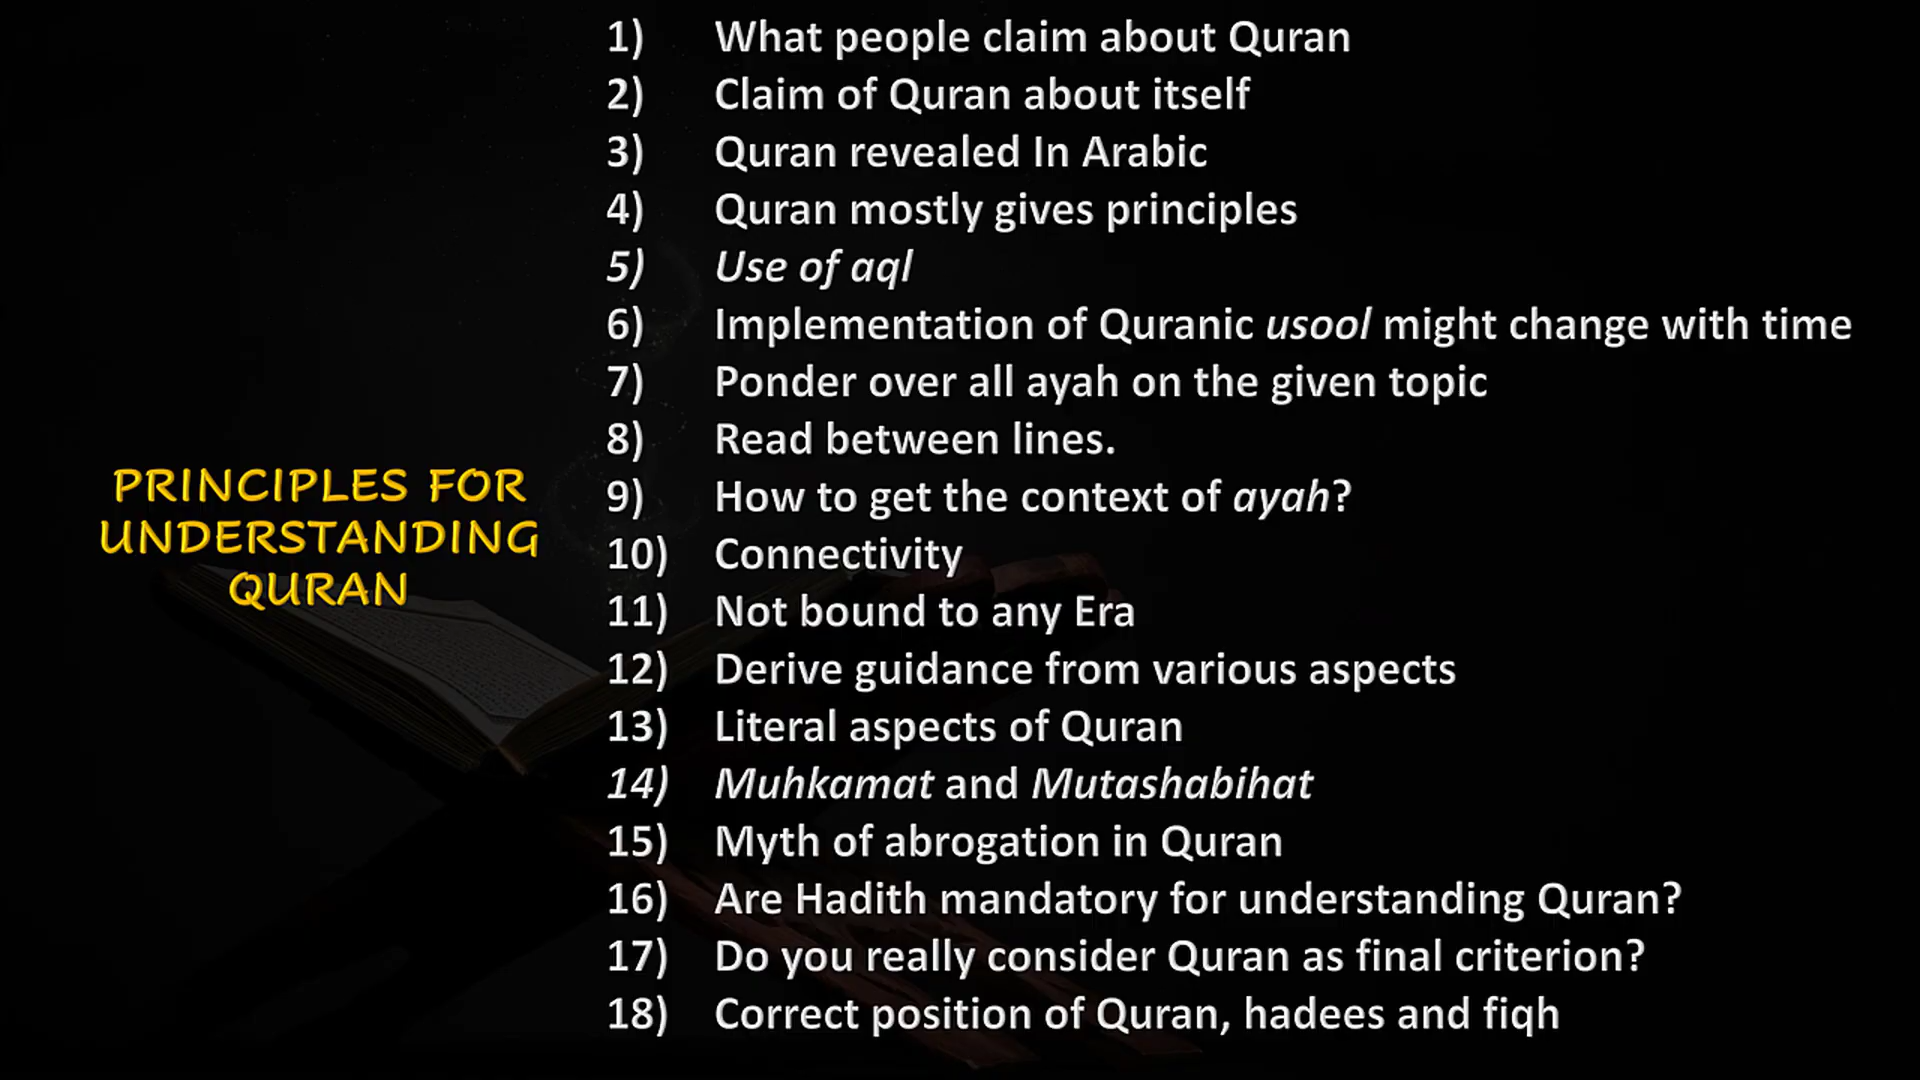 PRINCIPLES FOR
UNDERSTANDING
QURAN
1) What people claim about Quran
2) Claim of Quran about itself
3) Quran revealed In Arabic
4) Quran mostly gives principles
5) Use of aql
6) Implementation of Quranic usool might change with time
7) Ponder over all ayah on the given topic
8) Read between lines.
9) How to get the context of ayah?
10) Connectivity
11) Not bound to any Era
12) Derive guidance from various aspects
13) Literal aspects of Quran
14) Muhkamat and Mutashabihat
15) Myth of abrogation in Quran
16) Are Hadith mandatory for understanding Quran?
17) Do you really consider Quran as final criterion?
18) Correct position of Quran, hadees and fiqh